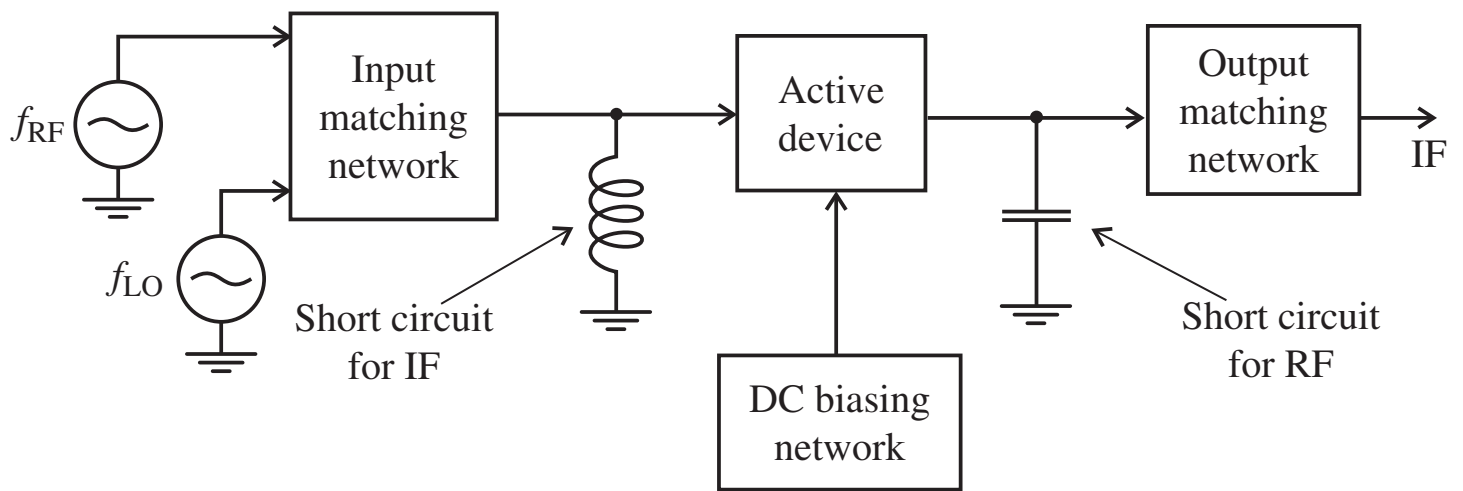 f_RF
Input
matching
network
f_LO
Short circuit
for IF
Active
device
DC biasing
network
Short circuit
for RF
Output
matching
network
IF